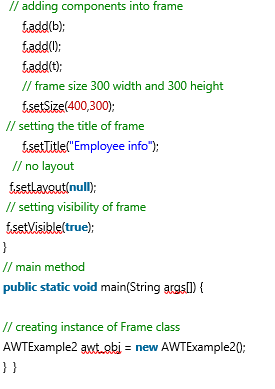 // adding components into frame
f.add(b);
f.add(l);
f.add(t);
// frame size 300 width and 300 height
f.setSize(400,300);
// setting the title of frame
f.setTitle("Employee info");
// no layout
f.setLayout(null);
// setting visibility of frame
f.setVisible(true);
}
// main method
public static void main(String args[]) {
// creating instance of Frame class
AWTExample2 awt_obj = new AWTExample2();
} }